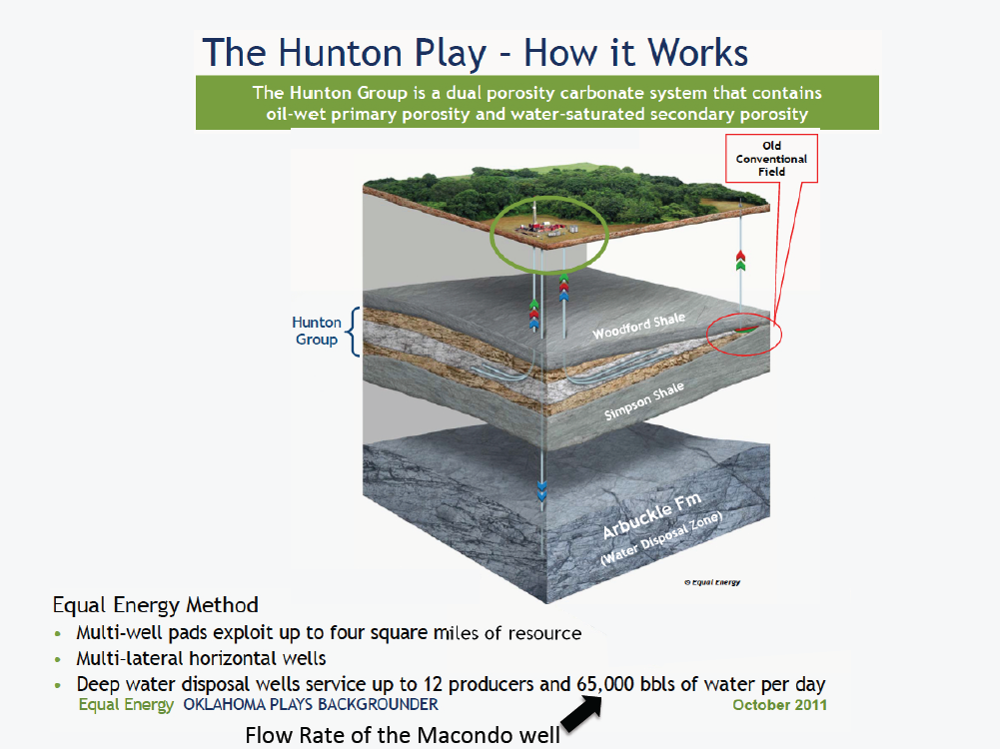 The Hunton Play - How it Works
The Hunton Group is a dual porosity carbonate system that contains
oil-wet primary porosity and water-saturated secondary porosity
Old
Conventional
Field
Hunton
Group
Woodford Shale
Simpson Shale
Arbuckle Fm
(Water Disposal Zone)
© Equal Energy
Equal Energy Method
• Multi-well pads exploit up to four square miles of resource
• Multi-lateral horizontal wells
• Deep water disposal wells service up to 12 producers and 65,000 bbls of water per day
Equal Energy OKLAHOMA PLAYS BACKGROUNDER
October 2011
Flow Rate of the Macondo well